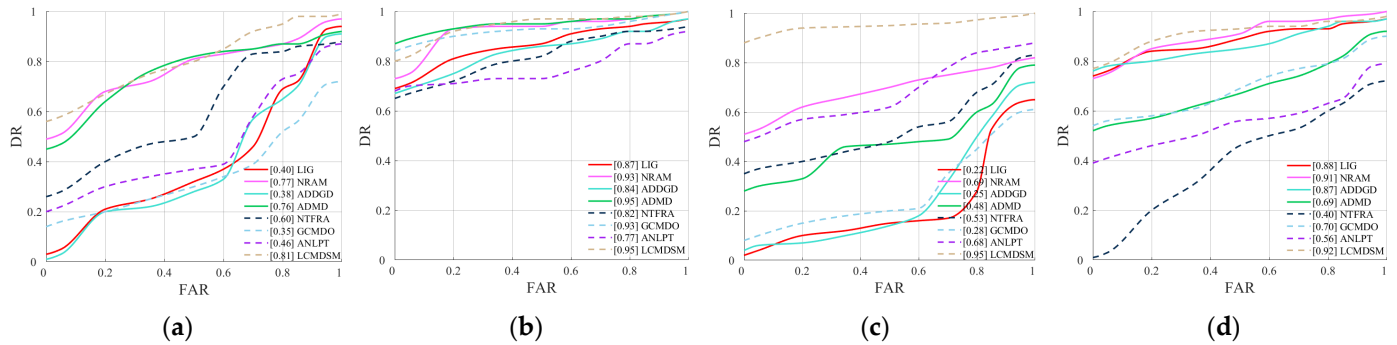 1
0.8
0.6
0.4
0.2
0
DR
[0.40] LIG
[0.77] NRAM
[0.38] ADDGD
[0.76] ADMD
[0.60] NTFRA
[0.35] GCMDO
[0.46] ANLPT
[0.81] LCMDSM
0 0.2 0.4 0.6 0.8 1
FAR
(a)
1
0.8
0.6
0.4
0.2
0
DR
[0.87] LIG
[0.93] NRAM
[0.84] ADDGD
[0.95] ADMD
[0.82] NTFRA
[0.93] GCMDO
[0.77] ANLPT
[0.95] LCMDSM
0 0.2 0.4 0.6 0.8 1
FAR
(b)
1
0.8
0.6
0.4
0.2
0
DR
[0.22] LIG
[0.69] NRAM
[0.25] ADDGD
[0.48] ADMD
[0.53] NTFRA
[0.28] GCMDO
[0.68] ANLPT
[0.95] LCMDSM
0 0.2 0.4 0.6 0.8 1
FAR
(c)
1
0.8
0.6
0.4
0.2
0
DR
[0.88] LIG
[0.91] NRAM
[0.87] ADDGD
[0.69] ADMD
[0.40] NTFRA
[0.70] GCMDO
[0.56] ANLPT
[0.92] LCMDSM
0 0.2 0.4 0.6 0.8 1
FAR
(d)